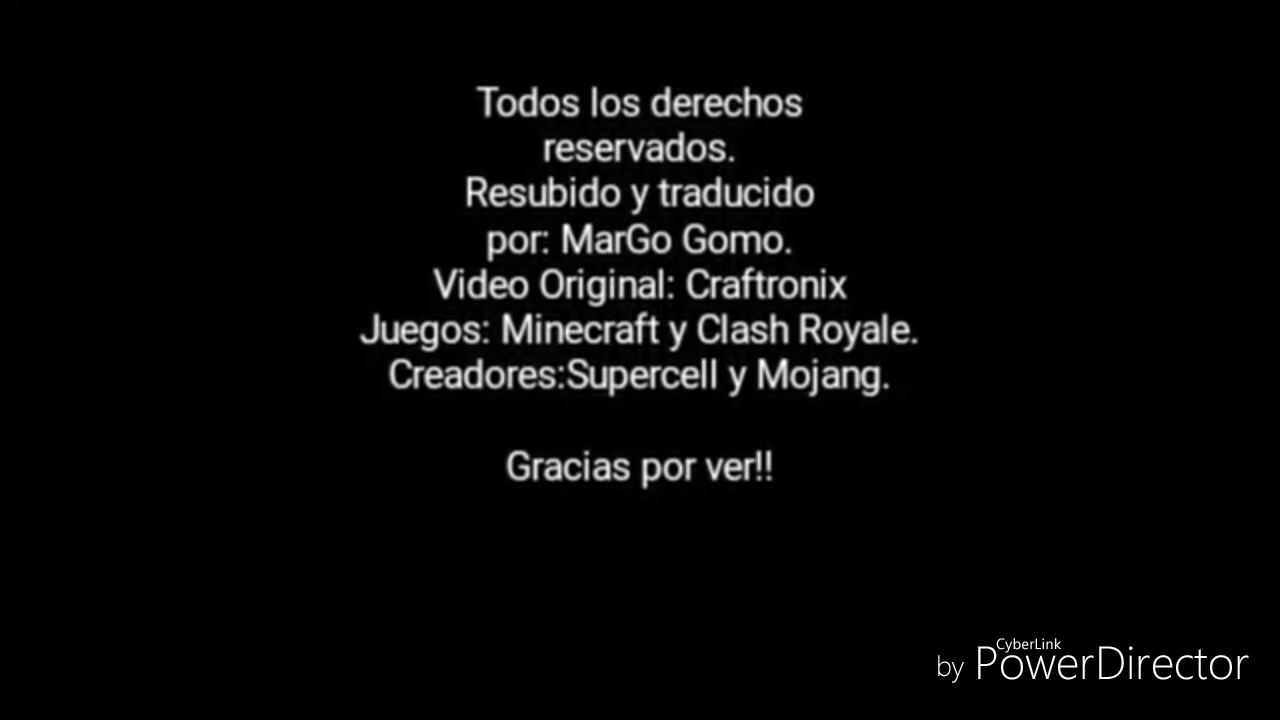 Todos los derechos
reservados.
Resubido y traducido
por: MarGo Gomo.
Video Original: Craftronix
Juegos: Minecraft y Clash Royale.
Creadores:Supercell y Mojang.
Gracias por ver!!
CyberLink
by PowerDirector